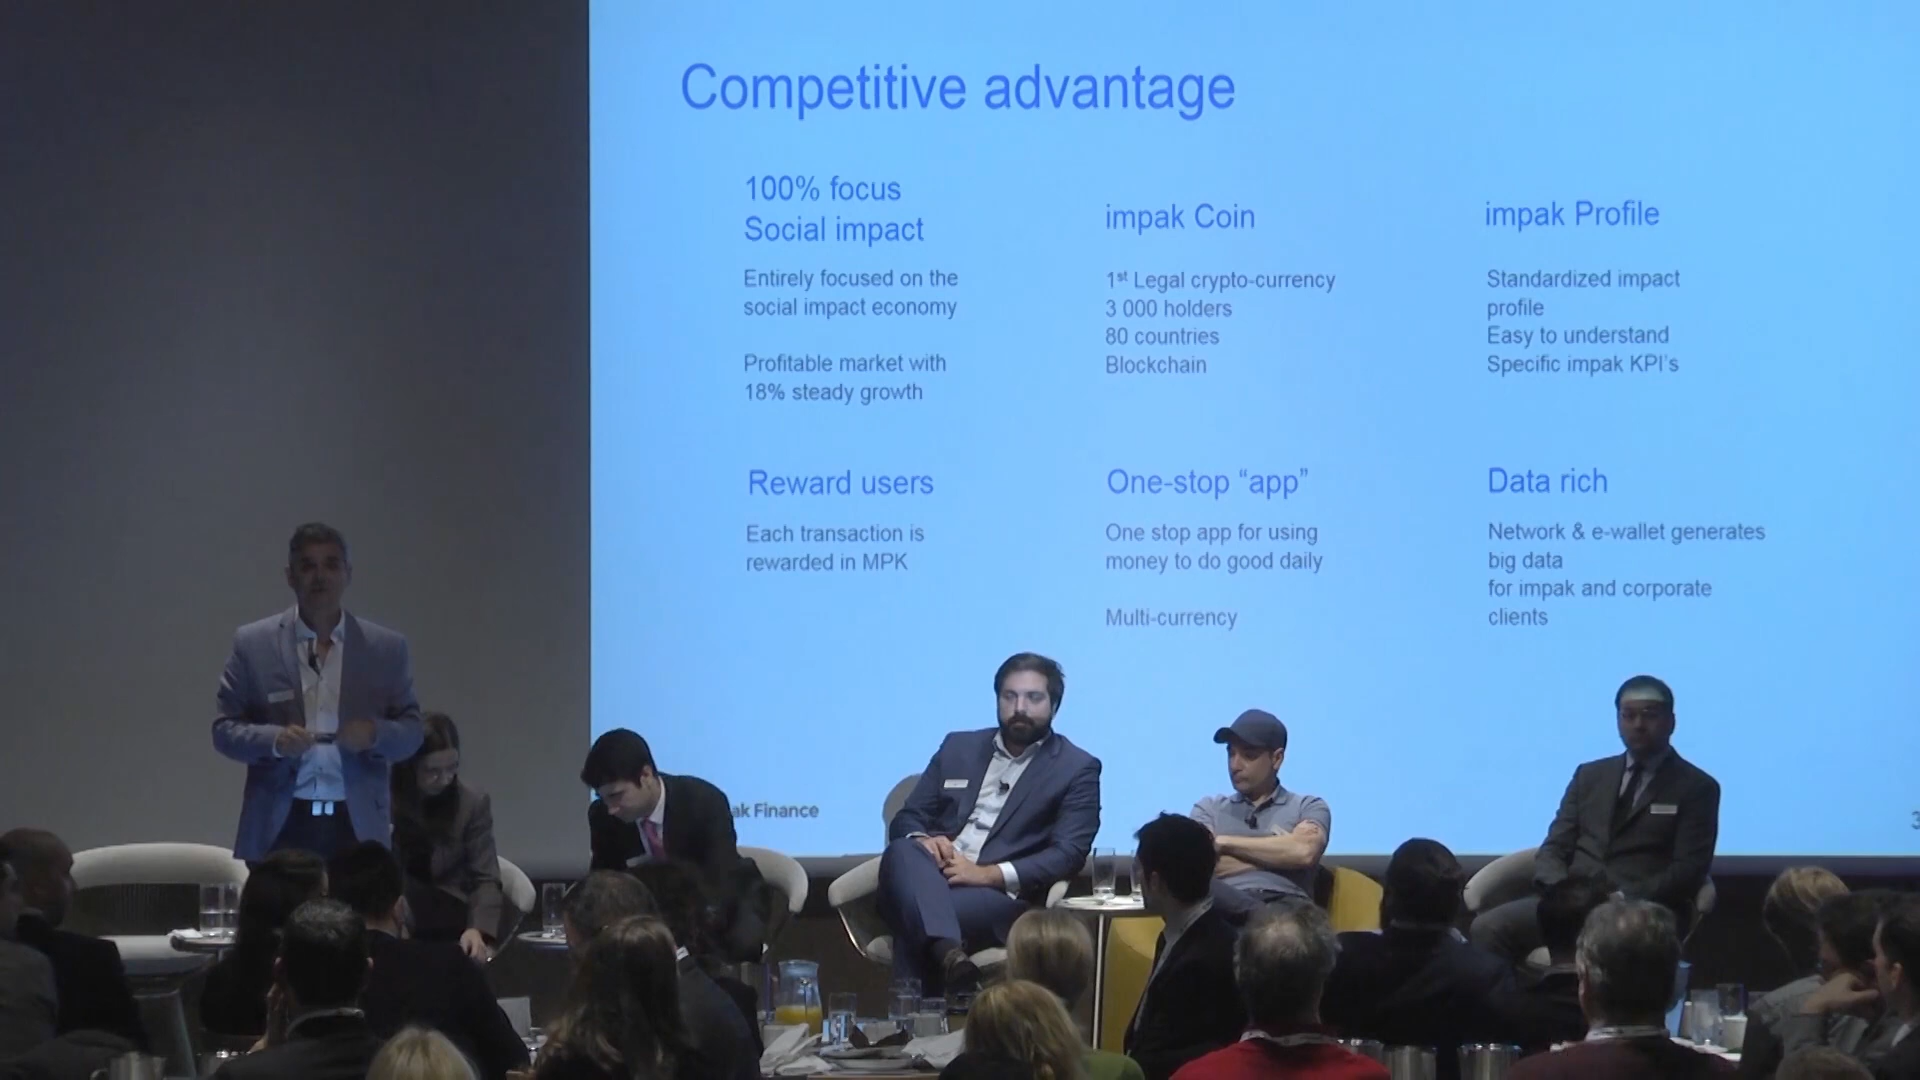 Competitive advantage
100% focus
Social impact
Entirely focused on the
social impact economy
Profitable market with
18% steady growth
impak Coin
1st Legal crypto-currency
3 000 holders
80 countries
Blockchain
impak Profile
Standardized impact
profile
Easy to understand
Specific impak KPI's
Reward users
Each transaction is
rewarded in MPK
One-stop “app”
One stop app for using
money to do good daily
Multi-currency
Data rich
Network & e-wallet generates
big data
for impak and corporate
clients
ak Finance